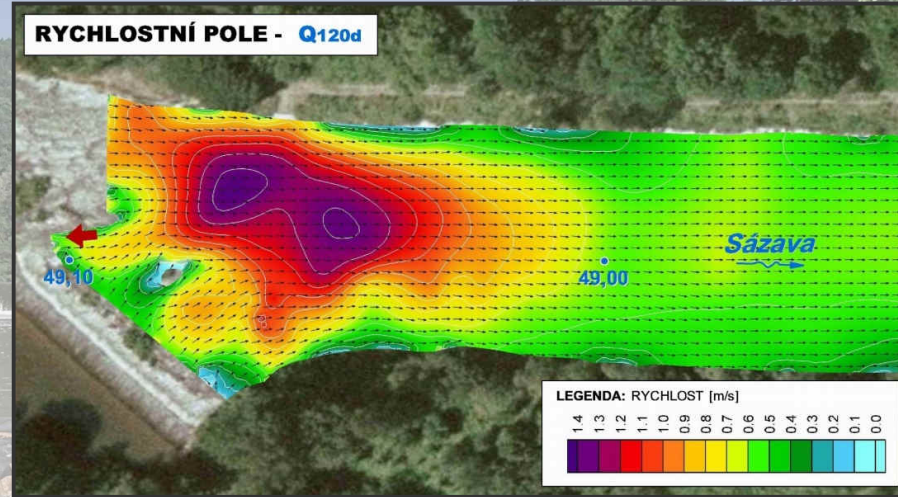 RYCHLOSTNÍ POLE - Q120d
Sázava
49,10
49,00
LEGENDA: RYCHLOST [m/s]
1.4 1.3 1.2 1.1 1.0 0.9 0.8 0.7 0.6 0.5 0.4 0.3 0.2 0.1 0.0